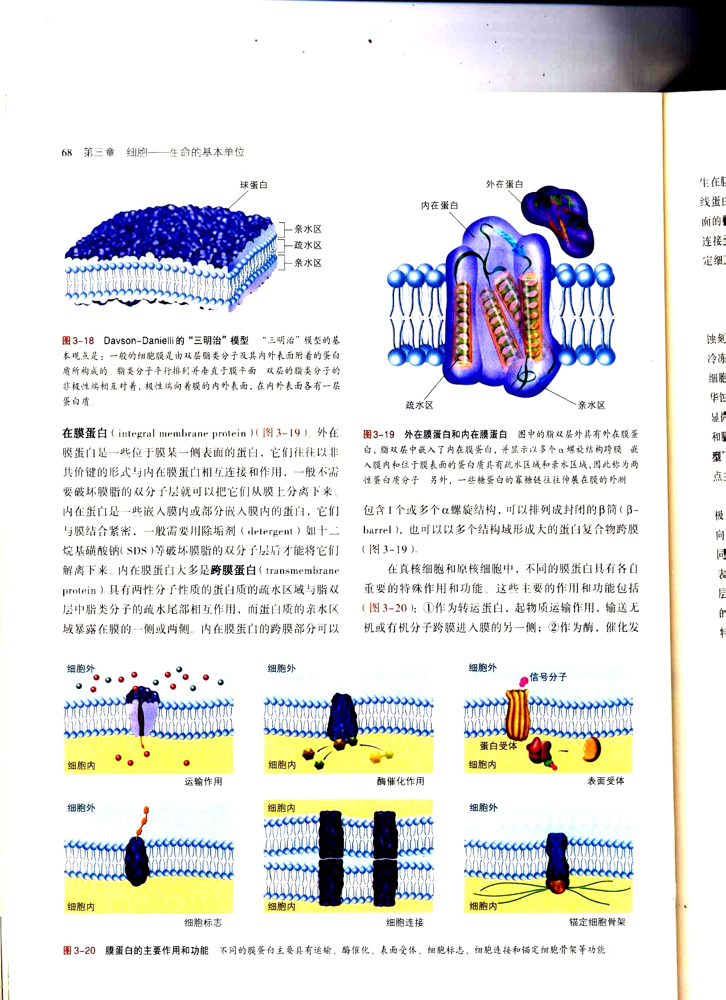 68 第三章 细胞——生命的基本单位
球蛋白
亲水区
疏水区
亲水区
图3-18 Davson-Danielli的“三明治”模型 “三明治”模型的基
本观点是：一般的细胞膜是由双层脂类分子及其内外表面附着的蛋白
质所构成的。脂类分子平行排列并垂直于膜平面。双层的脂类分子的
非极性端相互对着，极性端向着膜的内外表面，在内外表面各有一层
蛋白质。
在膜蛋白（integral membrane protein）（图3-19）。外在
膜蛋白是一些位于膜某一侧表面的蛋白，它们往往以非
共价键的形式与内在膜蛋白相互连接和作用，一般不需
要破坏膜脂的双分子层就可以把它们从膜上分离下来。
内在蛋白是一些嵌入膜内或部分嵌入膜内的蛋白，它们
与膜结合紧密，一般需要用除垢剂（detergent）如十二
烷基磺酸钠（SDS）等破坏膜脂的双分子层后才能将它们
解离下来。内在膜蛋白大多是跨膜蛋白（transmembrane
protein）。具有两性分子性质的蛋白质的疏水区域与脂双
层中脂类分子的疏水尾部相互作用，而蛋白质的亲水区
域暴露在膜的一侧或两侧。内在膜蛋白的跨膜部分可以
外在蛋白
内在蛋白
疏水区
亲水区
图3-19 外在膜蛋白和内在膜蛋白 图中的脂双层外具有外在膜蛋
白，脂双层中嵌入了内在膜蛋白，并显示以多个α螺旋结构跨膜。嵌
入膜内和位于膜表面的蛋白质具有疏水区域和亲水区域，因此称为两
性蛋白质分子。另外，一些糖蛋白的寡糖链往往伸展在膜的外测。
包含1个或多个α螺旋结构，可以排列成封闭的β筒（β-
barrel），也可以以多个结构域形成大的蛋白复合物跨膜
（图3-19）。
在真核细胞和原核细胞中，不同的膜蛋白具有各自
重要的特殊作用和功能。这些主要的作用和功能包括
（图3-20）：①作为转运蛋白，起物质运输作用，输送无
机或有机分子跨膜进入膜的另一侧；②作为酶，催化发
细胞外
细胞内
运输作用
细胞外
细胞内
酶催化作用
细胞外
信号分子
蛋白受体
细胞内
表面受体
细胞外
细胞内
细胞标志
细胞内
细胞内
细胞连接
细胞外
细胞内
锚定细胞骨架
图3-20 膜蛋白的主要作用和功能 不同的膜蛋白主要具有运输、酶催化、表面受体、细胞标志、细胞连接和锚定细胞骨架等功能。
生在
线蛋
面的
连接
定细
蚀刻
冷冻
细胞
华
显微
和
型”
点
极
向
同
表
层
的
特